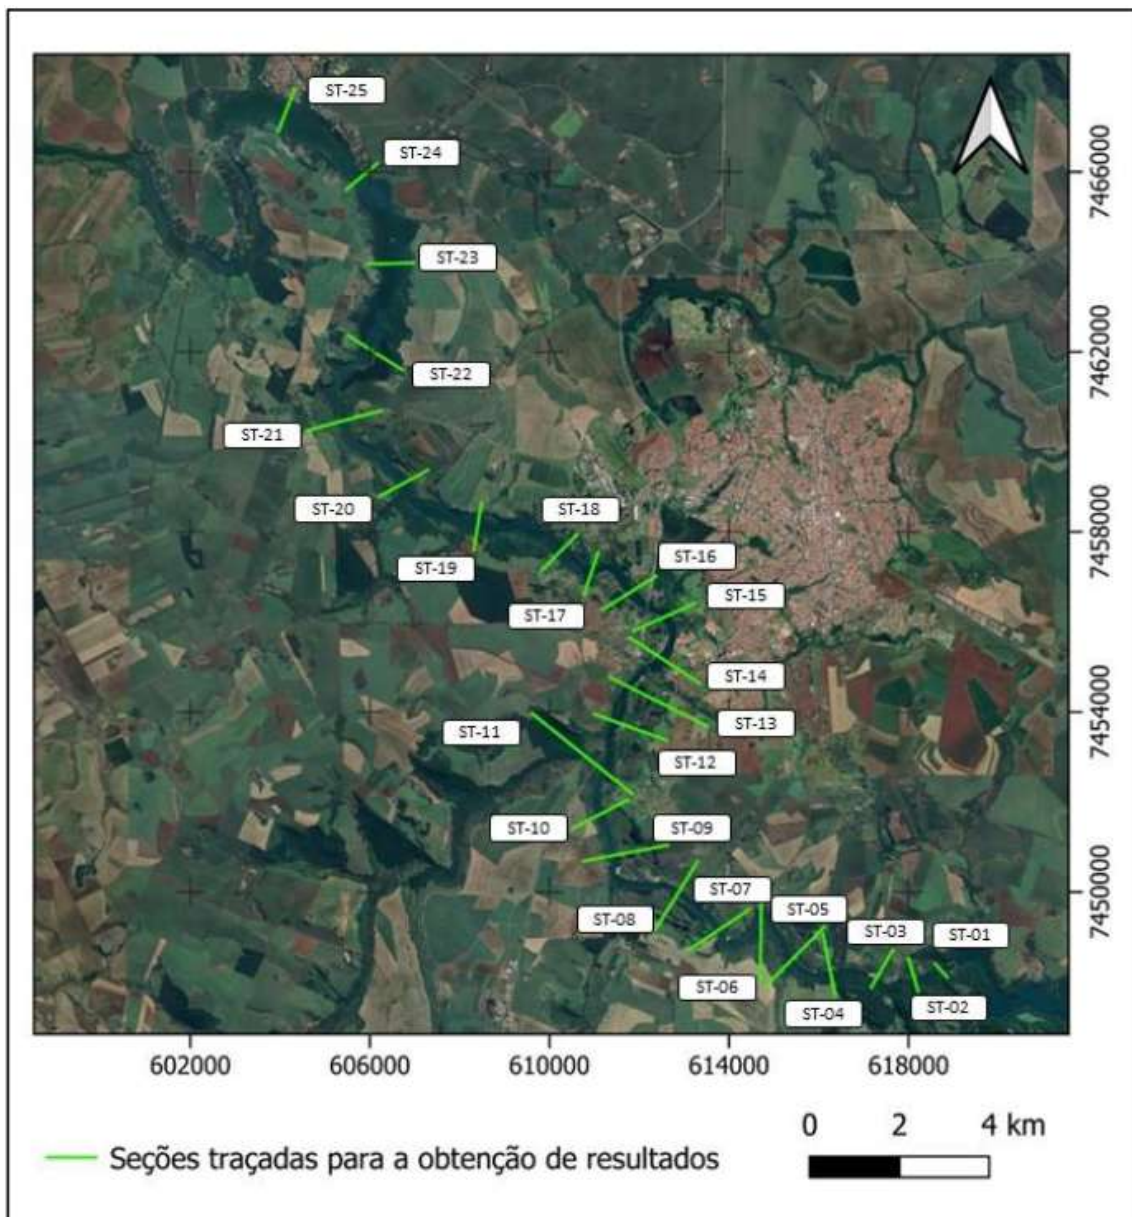 ST-25
ST-24
ST-23
ST-22
ST-21
ST-20
ST-18
ST-19
ST-16
ST-15
ST-17
ST-14
ST-13
ST-11
ST-12
ST-10
ST-09
ST-07
ST-05
ST-08
ST-03
ST-01
ST-06
ST-04
ST-02
7466000
7462000
7458000
7454000
7450000
602000
606000
610000
614000
618000
0 2 4 km
Seções traçadas para a obtenção de resultados